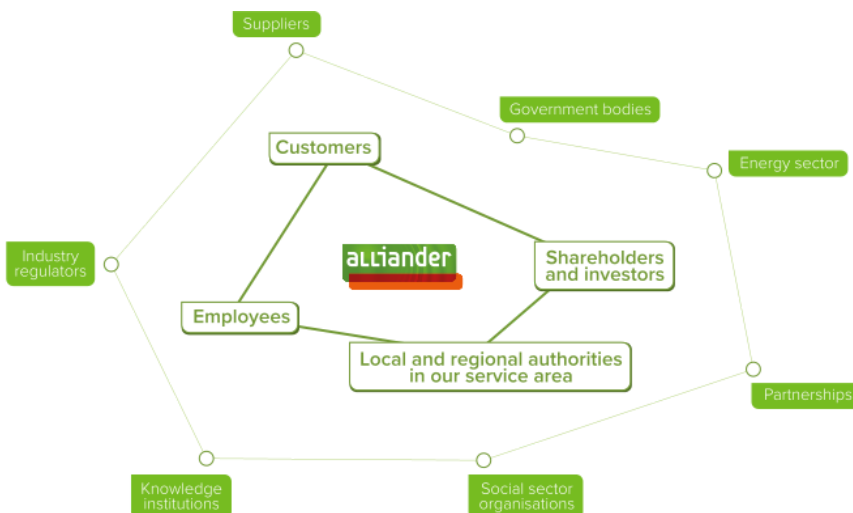 Suppliers
Government bodies
Customers
Energy sector
Industry
regulators
alliander
Shareholders
and investors
Employees
Local and regional authorities
in our service area
Partnerships
Knowledge
institutions
Social sector
organisations